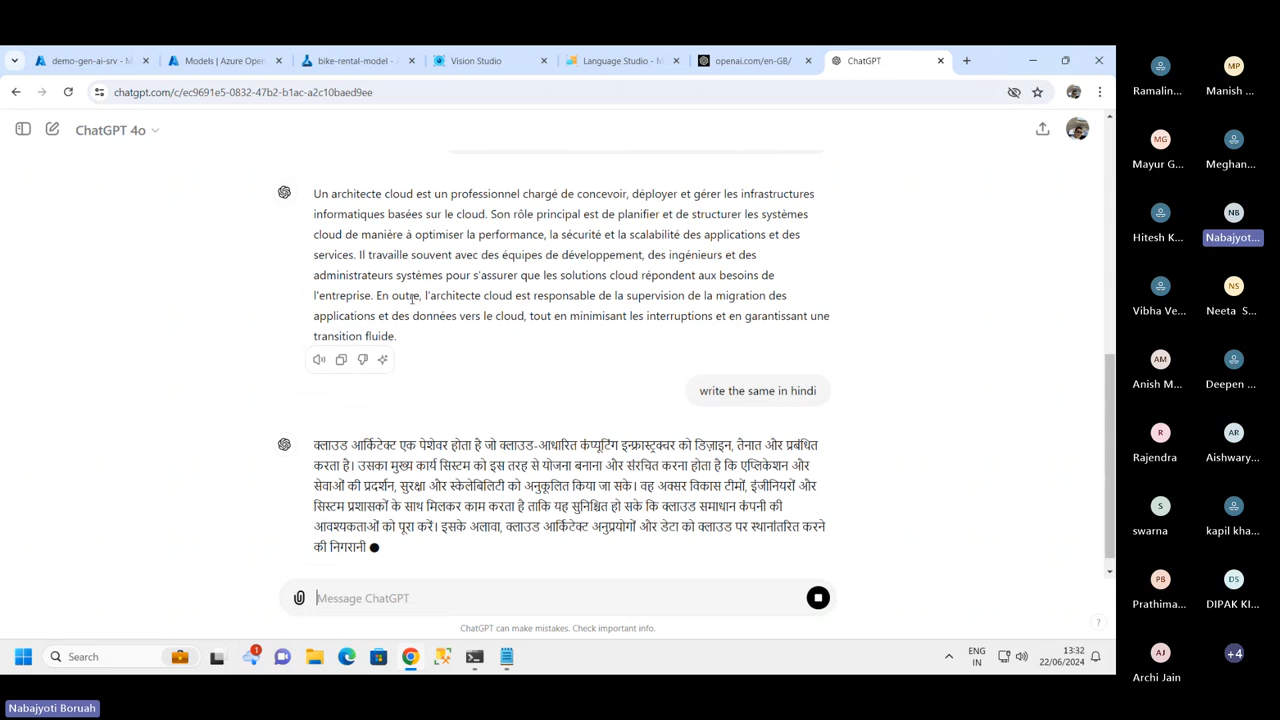 demo-gen-ai-srv - M
Models | Azure Open
bike-rental-model - A
Vision Studio
Language Studio - M
openai.com/en-GB/
ChatGPT
chatgpt.com/c/ec9691e5-0832-47b2-b1ac-a2c10baed9ee
ChatGPT 4o
Un architecte cloud est un professionnel chargé de concevoir, déployer et gérer les infrastructures
informatiques basées sur le cloud. Son rôle principal est de planifier et de structurer les systèmes
cloud de manière à optimiser la performance, la sécurité et la scalabilité des applications et des
services. Il travaille souvent avec des équipes de développement, des ingénieurs et des
administrateurs systèmes pour s'assurer que les solutions cloud répondent aux besoins de
l'entreprise. En outre, l'architecte cloud est responsable de la supervision de la migration des
applications et des données vers le cloud, tout en minimisant les interruptions et en garantissant une
transition fluide.
write the same in hindi
क्लाउड आर्किटेक्ट एक पेशेवर होता है जो क्लाउड-आधारित कंप्यूटिंग इन्फ्रास्ट्रक्चर को डिज़ाइन, तैनात और प्रबंधित
करता है। उसका मुख्य कार्य सिस्टम को इस तरह से योजना बनाना और संरचित करना होता है कि एप्लिकेशन और
सेवाओं की प्रदर्शन, सुरक्षा और स्केलेबिलिटी को अनुकूलित किया जा सके। वह अक्सर विकास टीमों, इंजीनियरों और
सिस्टम प्रशासकों के साथ मिलकर काम करता है ताकि यह सुनिश्चित हो सके कि क्लाउड समाधान कंपनी की
आवश्यकताओं को पूरा करें। इसके अलावा, क्लाउड आर्किटेक्ट अनुप्रयोगों और डेटा को क्लाउड पर स्थानांतरित करने
की निगरानी
Message ChatGPT
ChatGPT can make mistakes. Check important info.
?
Search
1
ENG
IN
13:32
22/06/2024
MP
Ramalin...
Manish ...
MG
Mayur G...
Meghan...
NB
Hitesh K...
Nabajyot...
NS
Vibha Ve...
Neeta S...
AM
Anish M...
Deepen ...
R
AR
Rajendra
Aishwary...
S
swarna
kapil kha...
PB
DS
Prathima...
DIPAK KI...
AJ
+4
Archi Jain
Nabajyoti Boruah